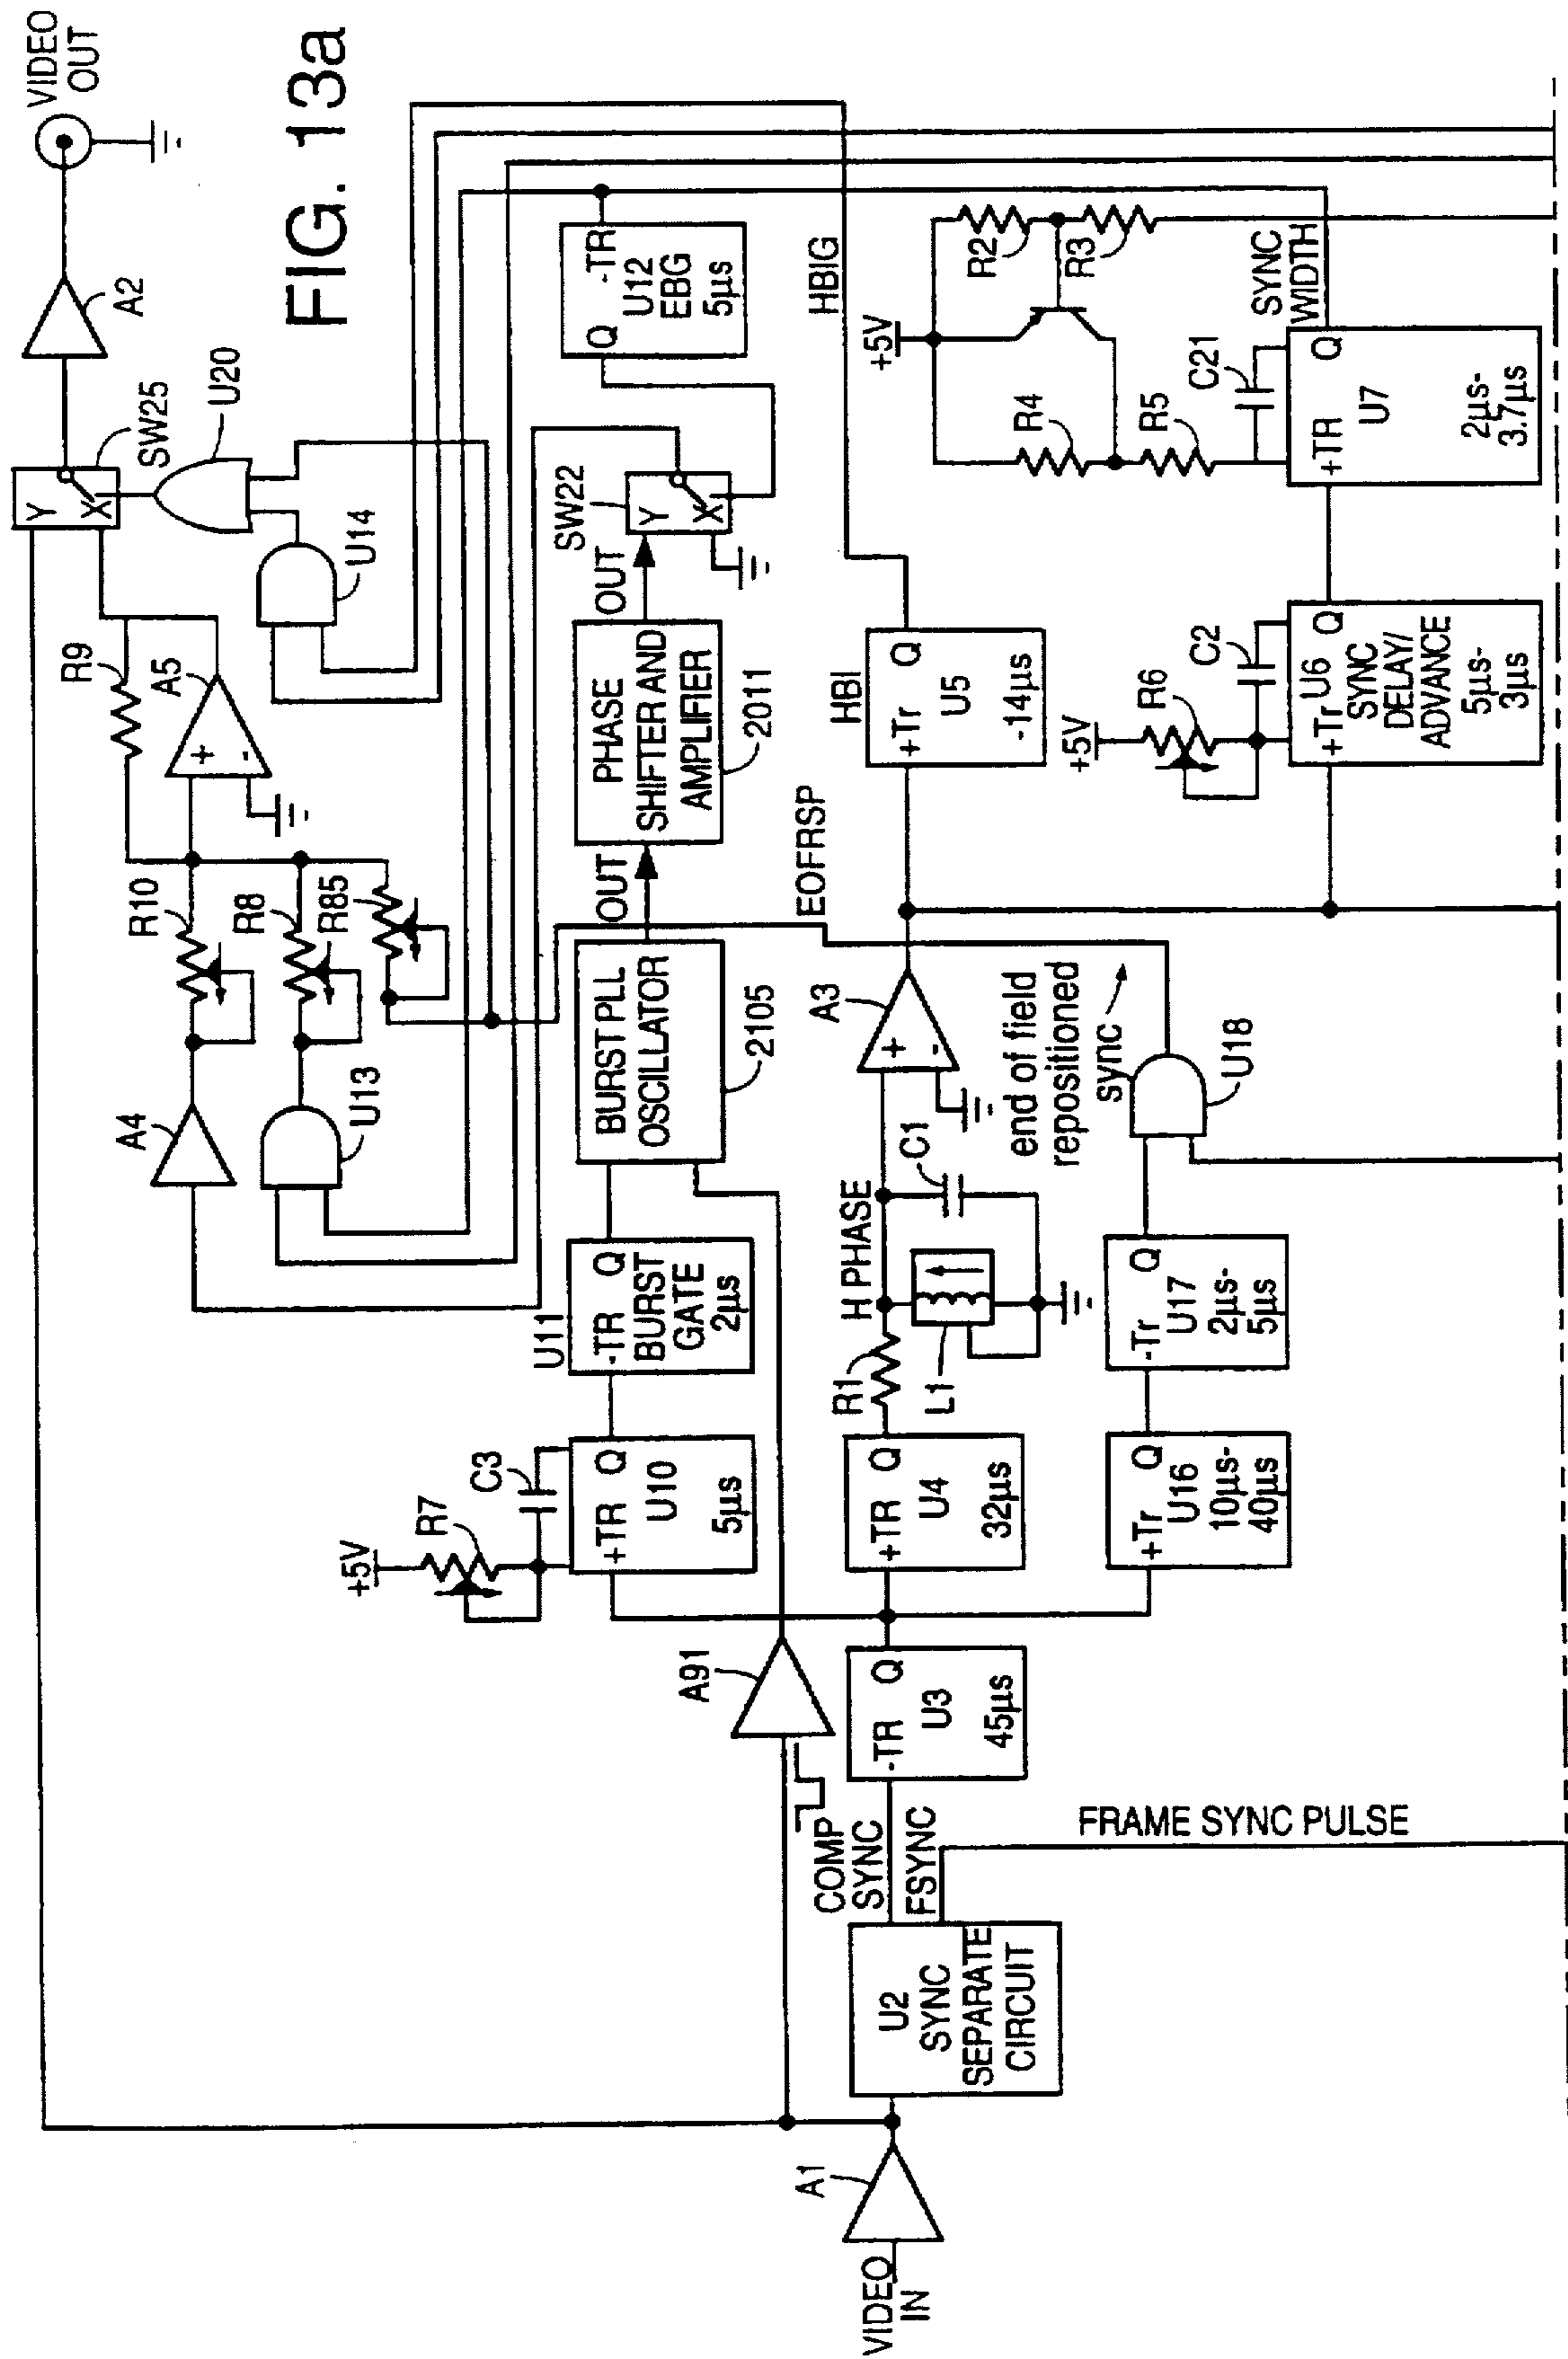 FIG. 13a
VIDEO
OUT
A2
SW25
Y
X
U20
U14
R9
A5
+
-
R10
R8
R85
A4
U13
U12
EBG
5µs
Q
-TR
SW22
Y
X
OUT
PHASE
SHIFTER AND
AMPLIFIER
2011
OUT
BURST PLL
OSCILLATOR
2105
U11
-TR Q
BURST
GATE
2µs
+5V
R7
C3
+TR Q
U10
5µs
A91
HBIG
HBI
+Tr Q
U5
-14µs
EOFRSP
A3
+
-
H PHASE
C1
R1
L1
+TR Q
U4
32µs
-TR Q
U3
45µs
COMP
SYNC
FSYNC
U2
SYNC
SEPARATE
CIRCUIT
A1
VIDEO
IN
+5V
R2
R3
R4
R5
SYNC
WIDTH
C21
+TR Q
U7
2µs-
3.7µs
+5V
R6
C2
+Tr U6 Q
SYNC
DELAY/
ADVANCE
5µs-
3µs
end of field
repositioned
sync
U18
-Tr Q
U17
2µs-
5µs
+Tr Q
U16
10µs-
40µs
FRAME SYNC PULSE